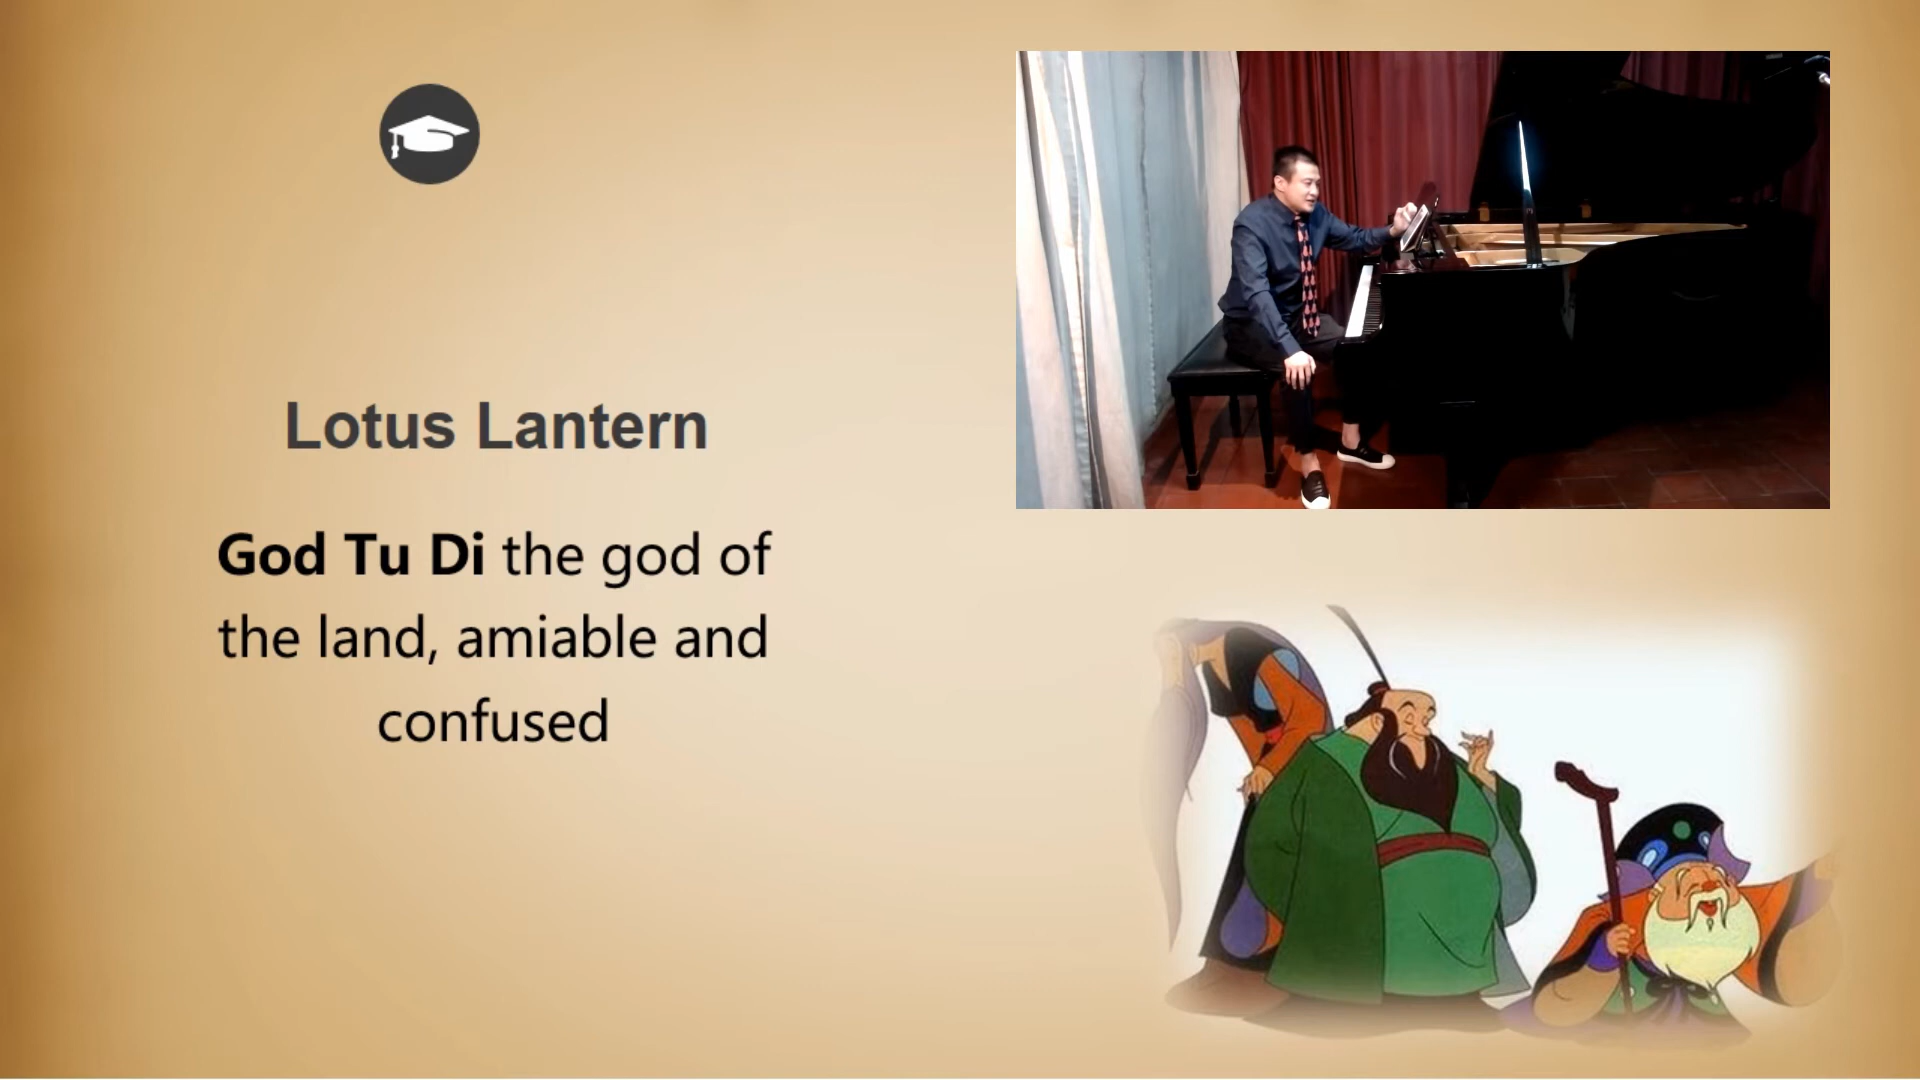 Lotus Lantern
God Tu Di the god of
the land, amiable and
confused